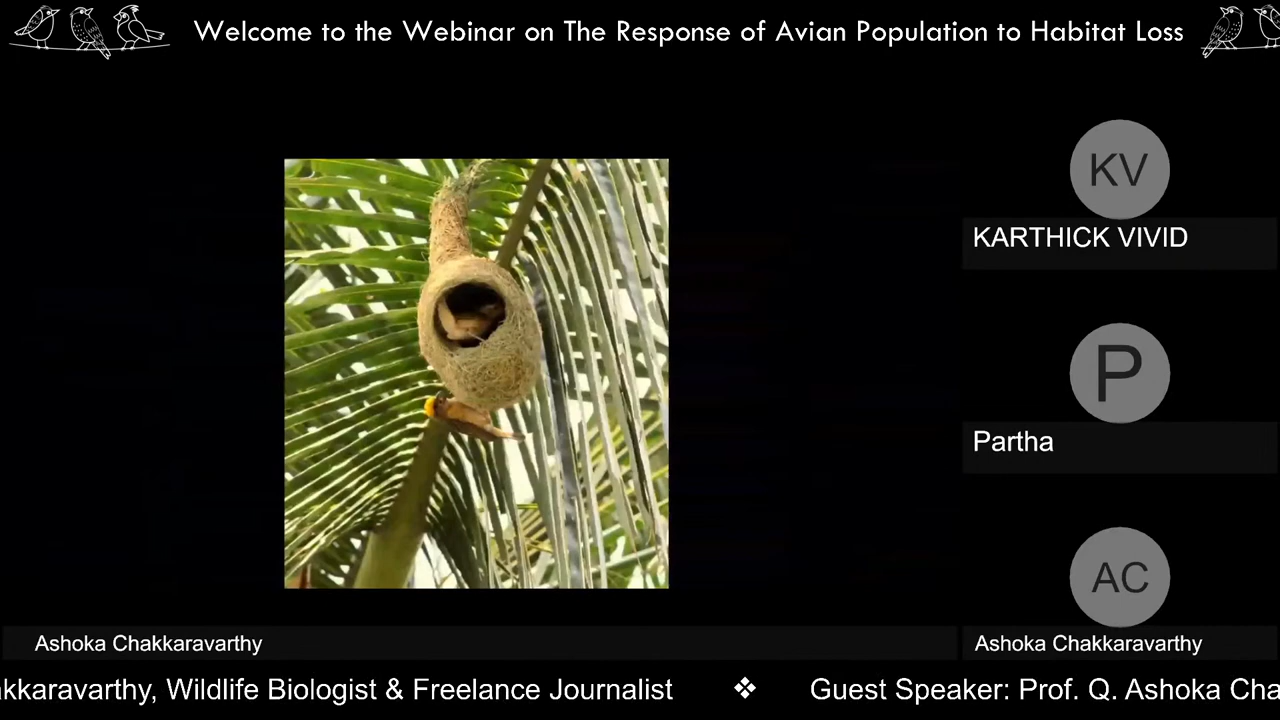 Welcome to the Webinar on The Response of Avian Population to Habitat Loss
KV
KARTHICK VIVID
P
Partha
AC
Ashoka Chakkaravarthy
Ashoka Chakkaravarthy
akkaravarthy, Wildlife Biologist & Freelance Journalist ❖ Guest Speaker: Prof. Q. Ashoka Cha